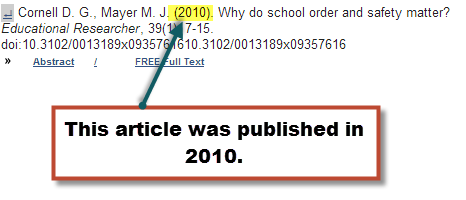 Cornell D. G., Mayer M. J. (2010). Why do school order and safety matter?
Educational Researcher, 39(1) 7-15.
doi:10.3102/0013189x0935761610.3102/0013189x09357616
» Abstract / FREE Full Text
This article was published in
2010.